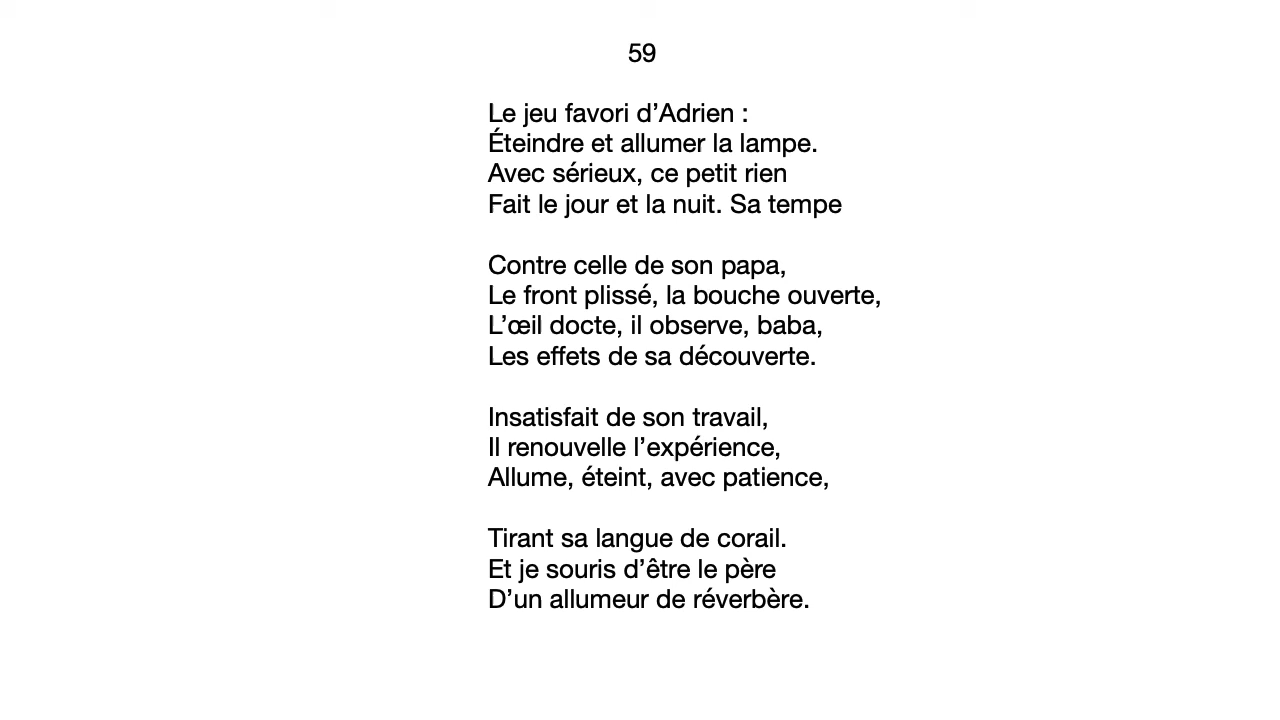 59
Le jeu favori d’Adrien :
Éteindre et allumer la lampe.
Avec sérieux, ce petit rien
Fait le jour et la nuit. Sa tempe
Contre celle de son papa,
Le front plissé, la bouche ouverte,
L’œil docte, il observe, baba,
Les effets de sa découverte.
Insatisfait de son travail,
Il renouvelle l’expérience,
Allume, éteint, avec patience,
Tirant sa langue de corail.
Et je souris d’être le père
D’un allumeur de réverbère.